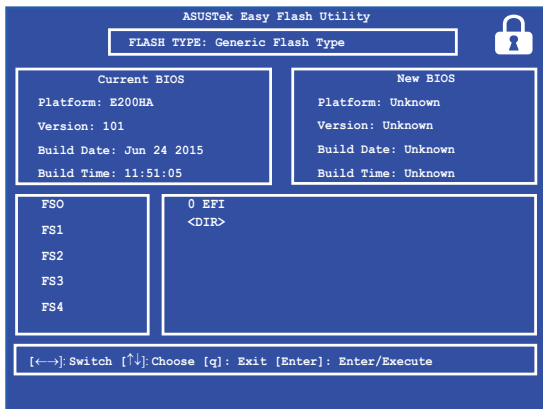 ASUSTek Easy Flash Utility
FLASH TYPE: Generic Flash Type
Current BIOS
Platform: E200HA
Version: 101
Build Date: Jun 24 2015
Build Time: 11:51:05
New BIOS
Platform: Unknown
Version: Unknown
Build Date: Unknown
Build Time: Unknown
FSO
FS1
FS2
FS3
FS4
0 EFI
<DIR>
[←→]: Switch [↑↓]: Choose [q]: Exit [Enter]: Enter/Execute